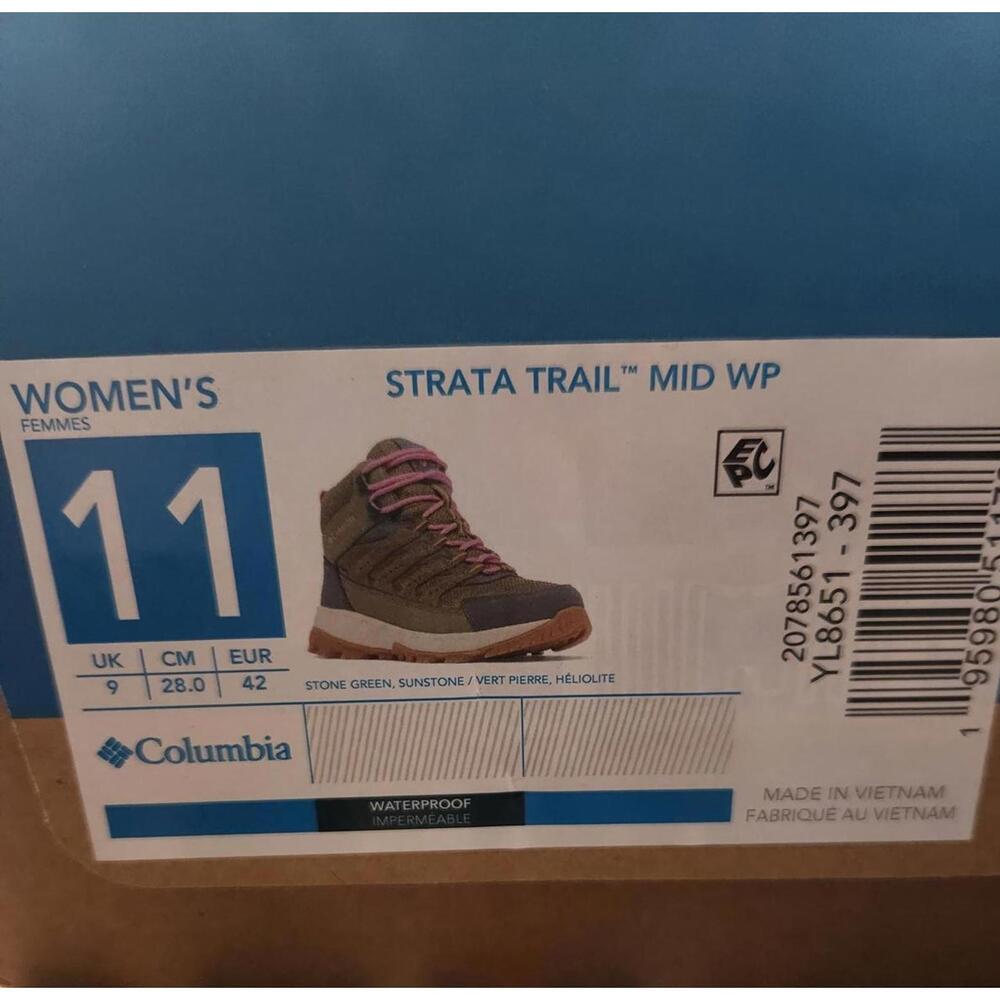 WOMEN'S
FEMMES
STRATA TRAIL™ MID WP
11
UK CM EUR
9 28.0 42
STONE GREEN, SUNSTONE / VERT PIERRE, HÉLIOLITE
Columbia
WATERPROOF
IMPERMÉABLE
EPC™
2078561397
YL8651 - 397
MADE IN VIETNAM
FABRIQUÉ AU VIETNAM